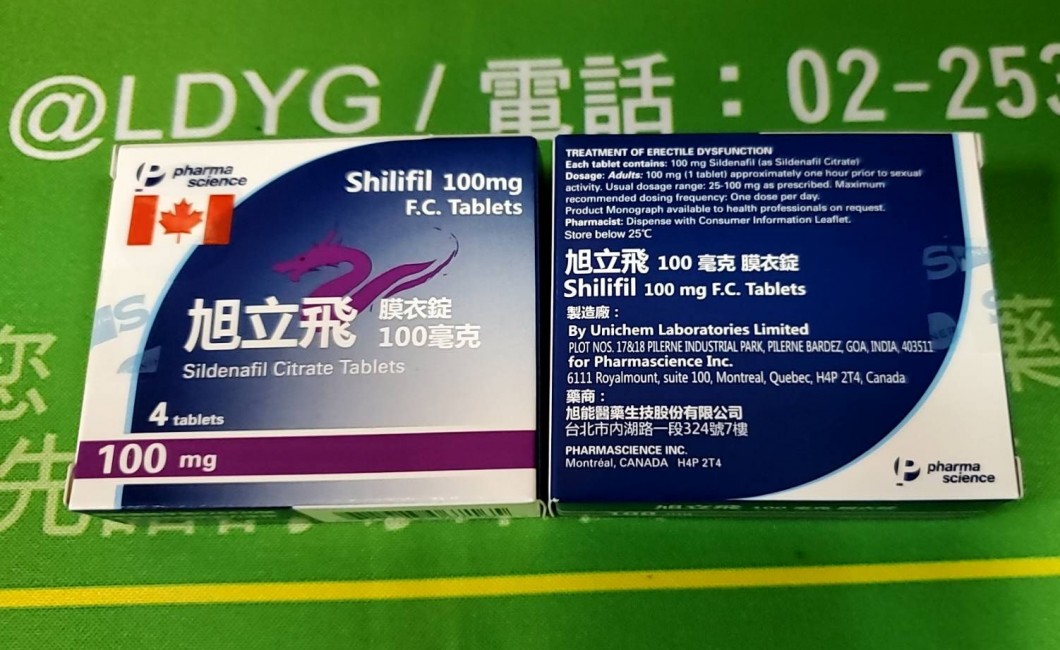 @LDYG / 電話：02-253
pharma
science
Shilifil 100mg
F.C. Tablets
旭立飛 膜衣錠
100毫克
Sildenafil Citrate Tablets
4 tablets
100 mg
TREATMENT OF ERECTILE DYSFUNCTION
Each tablet contains: 100 mg Sildenafil (as Sildenafil Citrate)
Dosage: Adults: 100 mg (1 tablet) approximately one hour prior to sexual
activity. Usual dosage range: 25-100 mg as prescribed. Maximum
recommended dosing frequency: One dose per day.
Product Monograph available to health professionals on request.
Pharmacist: Dispense with Consumer Information Leaflet.
Store below 25℃
旭立飛 100 毫克 膜衣錠
Shilifil 100 mg F.C. Tablets
製造廠：
By Unichem Laboratories Limited
PLOT NOS. 17&18 PILERNE INDUSTRIAL PARK, PILERNE BARDEZ, GOA, INDIA, 403511
for Pharmascience Inc.
6111 Royalmount, suite 100, Montreal, Quebec, H4P 2T4, Canada
藥商：
旭能醫藥生技股份有限公司
台北市內湖路一段324號7樓
PHARMASCIENCE INC.
Montréal, CANADA H4P 2T4
pharma
science
您
藥
先